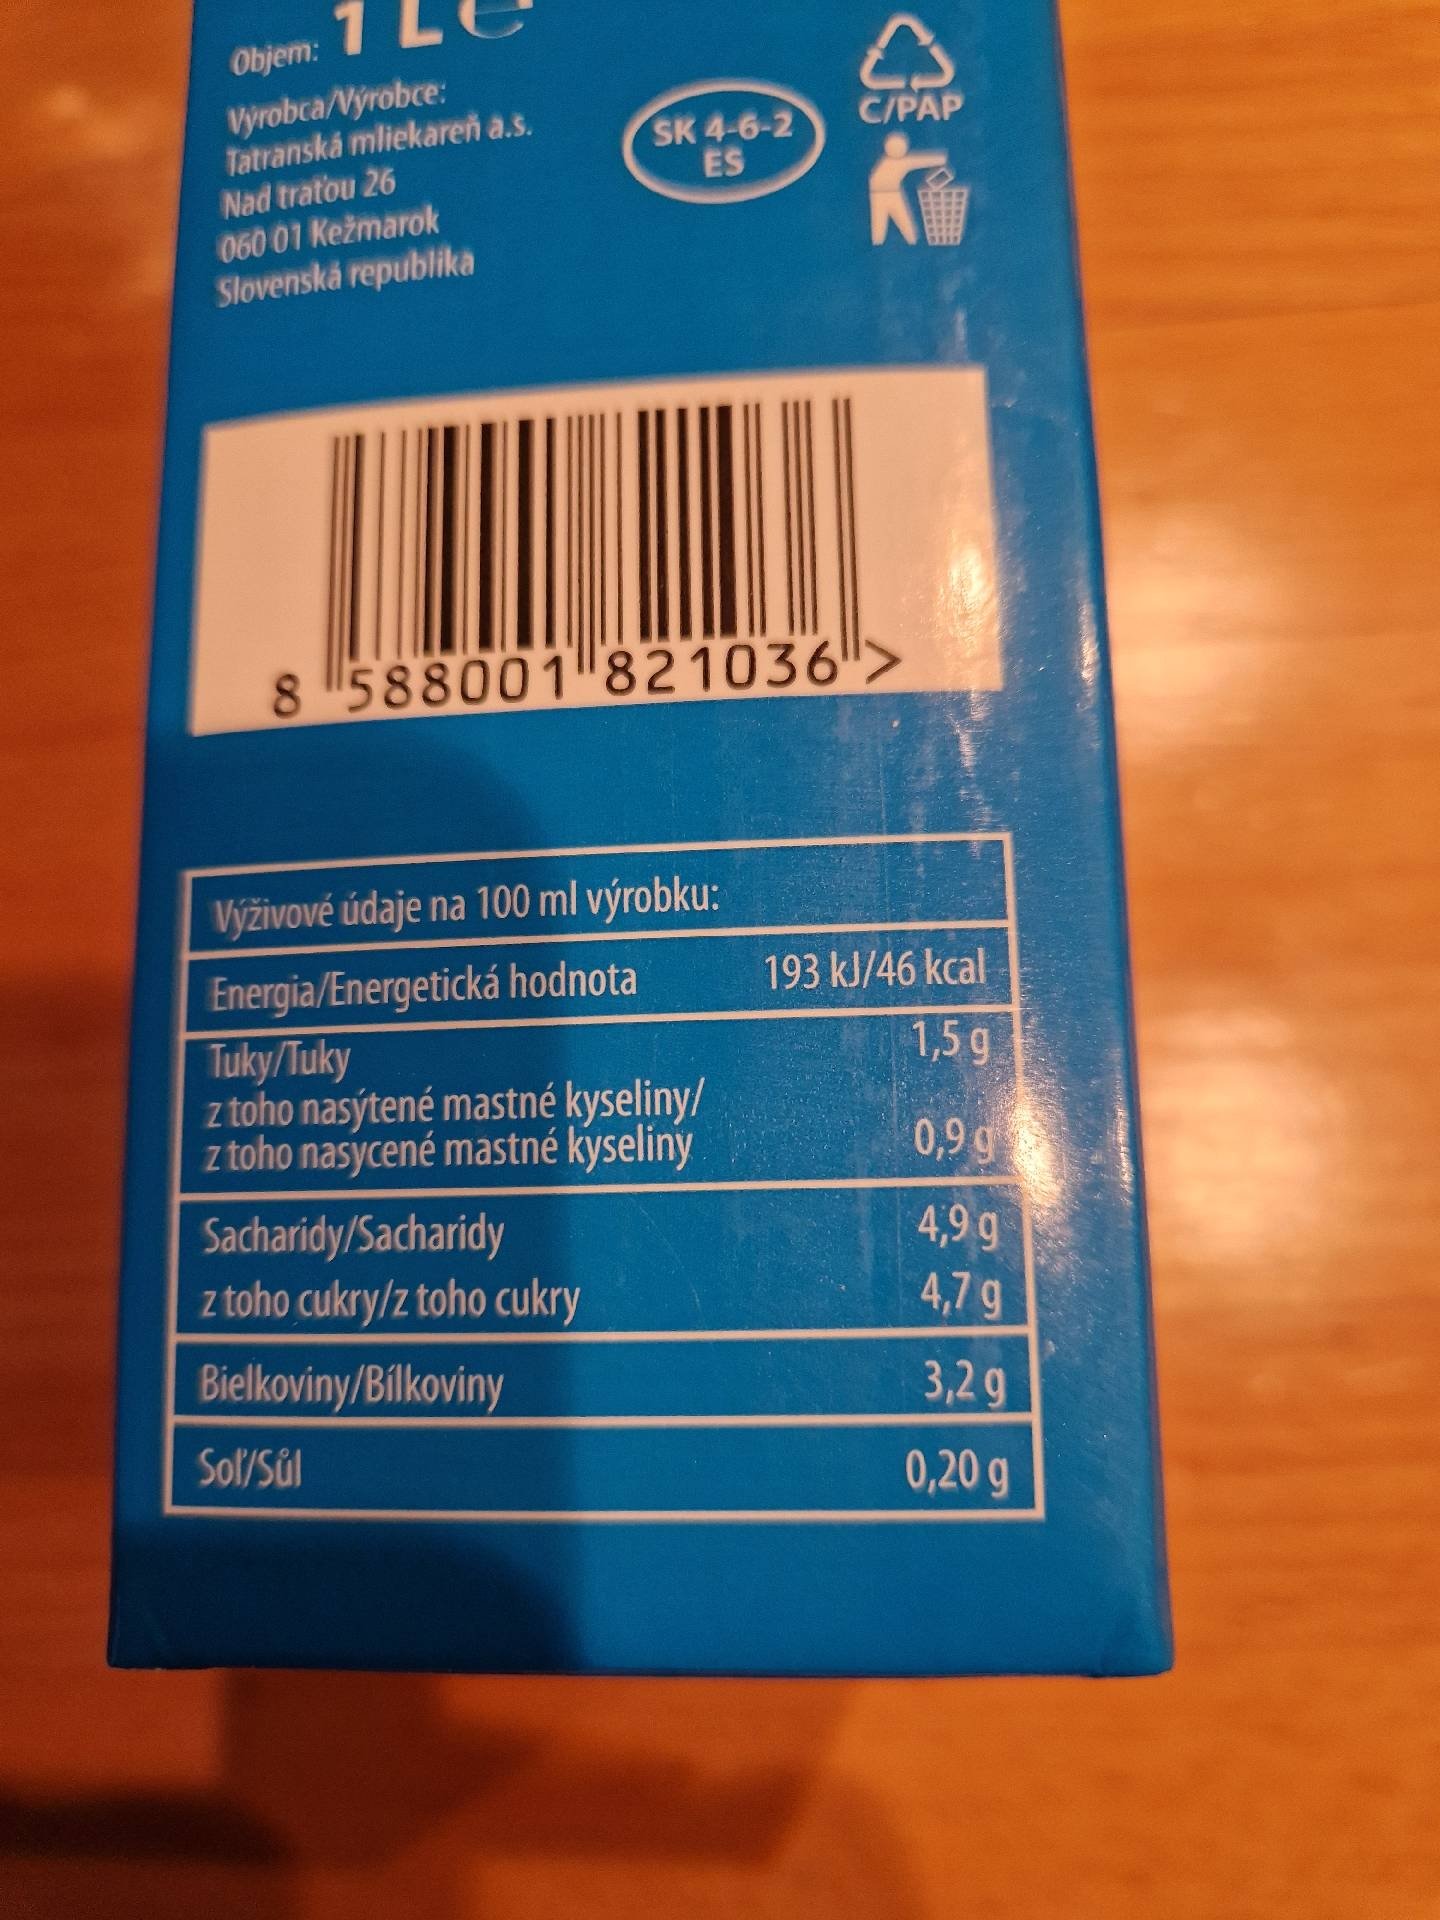 Objem: 1 L e
Výrobca/Výrobce:
Tatranská mliekareň a.s.
Nad traťou 26
060 01 Kežmarok
Slovenská republika
SK 4-6-2
ES
C/PAP
8 588001 821036 >
Výživové údaje na 100 ml výrobku:
Energia/Energetická hodnota 193 kJ/46 kcal
Tuky/Tuky 1,5 g
z toho nasýtené mastné kyseliny/
z toho nasycené mastné kyseliny 0,9 g
Sacharidy/Sacharidy 4,9 g
z toho cukry/z toho cukry 4,7 g
Bielkoviny/Bílkoviny 3,2 g
Soľ/Sůl 0,20 g